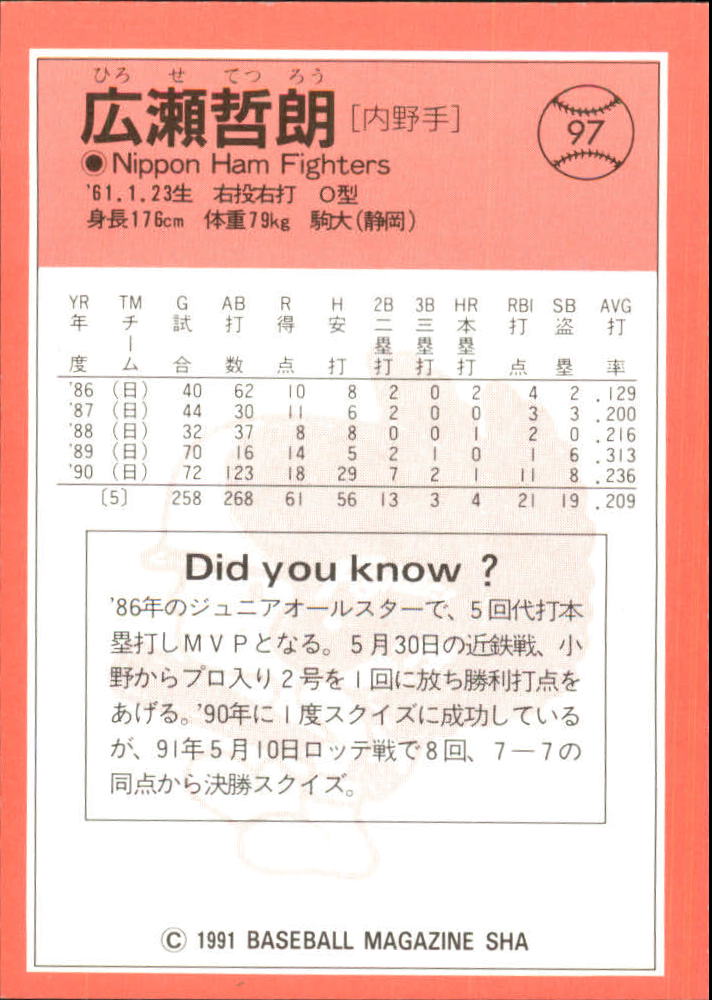 ひろ せ てつ ろう
広瀬哲朗 [内野手]
97
●Nippon Ham Fighters
'61.1.23生 右投右打 O型
身長176cm 体重79kg 駒大(静岡)
YR TM G AB R H 2B 3B HR RBI SB AVG
年度 チーム 試合 打数 得点 安打 二塁打 三塁打 本塁打 打点 盗塁 打率
'86 (日) 40 62 10 8 2 0 2 4 2 .129
'87 (日) 44 30 11 6 2 0 0 3 3 .200
'88 (日) 32 37 8 8 0 0 1 2 0 .216
'89 (日) 70 16 14 5 2 1 0 1 6 .313
'90 (日) 72 123 18 29 7 2 1 11 8 .236
〔5〕 258 268 61 56 13 3 4 21 19 .209
Did you know ?
'86年のジュニアオールスターで、5回代打本
塁打しMVPとなる。5月30日の近鉄戦、小
野からプロ入り2号を1回に放ち勝利打点を
あげる。'90年に1度スクイズに成功している
が、91年5月10日ロッテ戦で8回、7―7の
同点から決勝スクイズ。
© 1991 BASEBALL MAGAZINE SHA